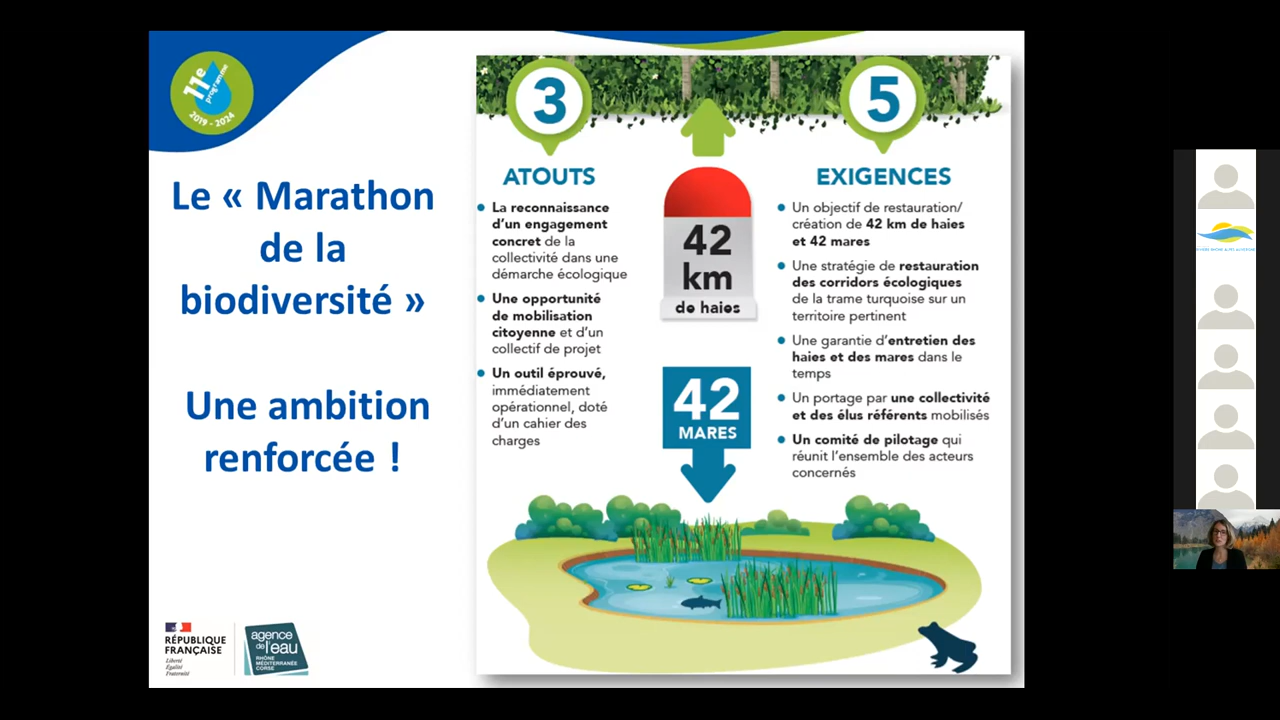 11e
programme
2019 - 2024
Le « Marathon
de la
biodiversité »
Une ambition
renforcée !
3
ATOUTS
La reconnaissance
d'un engagement
concret de la
collectivité dans une
démarche écologique
Une opportunité
de mobilisation
citoyenne et d'un
collectif de projet
Un outil éprouvé,
immédiatement
opérationnel, doté
d'un cahier des
charges
42
km
de haies
42
MARES
5
EXIGENCES
Un objectif de restauration/
création de 42 km de haies
et 42 mares
Une stratégie de restauration
des corridors écologiques
de la trame turquoise sur un
territoire pertinent
Une garantie d'entretien des
haies et des mares dans le
temps
Un portage par une collectivité
et des élus référents mobilisés
Un comité de pilotage qui
réunit l'ensemble des acteurs
concernés
RÉPUBLIQUE
FRANÇAISE
Liberté
Égalité
Fraternité
agence
de l'eau
RHÔNE
MÉDITERRANÉE
CORSE